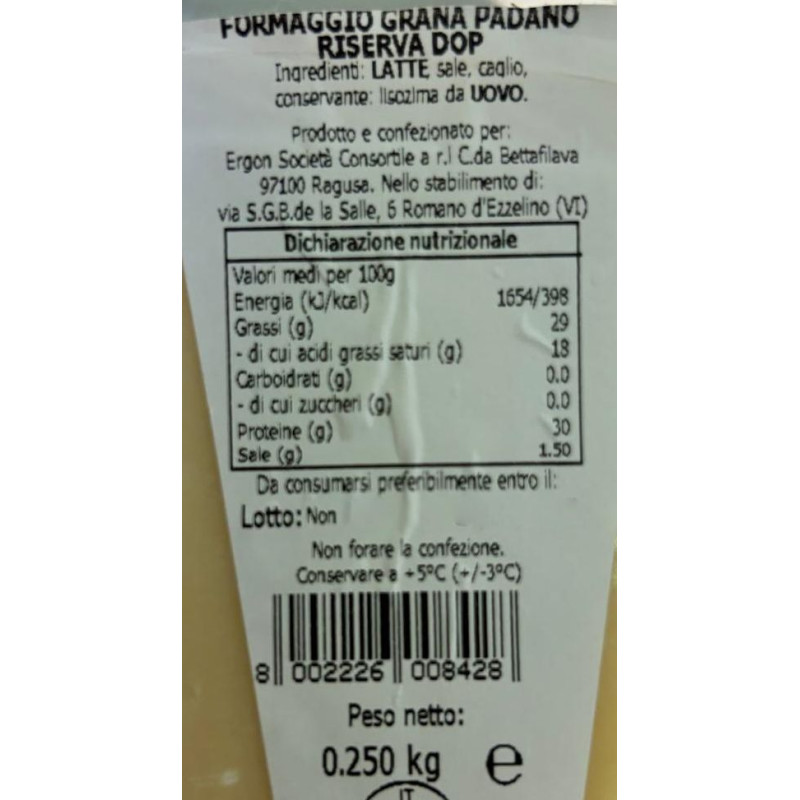 FORMAGGIO GRANA PADANO
RISERVA DOP
Ingredienti: LATTE, sale, caglio,
conservante: lisozima da UOVO.
Prodotto e confezionato per:
Ergon Società Consortile a r.l C.da Bettafilava
97100 Ragusa. Nello stabilimento di:
via S.G.B.de la Salle, 6 Romano d'Ezzelino (VI)
Dichiarazione nutrizionale
Valori medi per 100g
Energia (kJ/kcal) 1654/398
Grassi (g) 29
- di cui acidi grassi saturi (g) 18
Carboidrati (g) 0.0
- di cui zuccheri (g) 0.0
Proteine (g) 30
Sale (g) 1.50
Da consumarsi preferibilmente entro il:
Lotto: Non
Non forare la confezione.
Conservare a +5°C (+/-3°C)
8 002226 008428
Peso netto:
0.250 kg e
IT